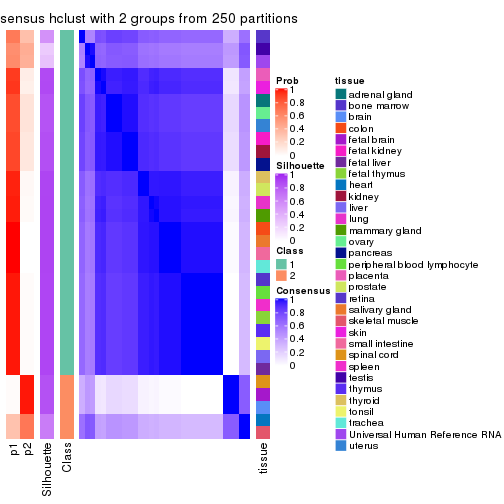 sensus hclust with 2 groups from 250 partitions
Prob
1
0.8
0.6
0.4
0.2
0
Silhouette
1
0.8
0.6
0.4
0.2
0
Class
1
2
Consensus
1
0.8
0.6
0.4
0.2
0
tissue
adrenal gland
bone marrow
brain
colon
fetal brain
fetal kidney
fetal liver
fetal thymus
heart
kidney
liver
lung
mammary gland
ovary
pancreas
peripheral blood lymphocyte
placenta
prostate
retina
salivary gland
skeletal muscle
skin
small intestine
spinal cord
spleen
testis
thymus
thyroid
tonsil
trachea
Universal Human Reference RNA
uterus
p1
p2
Silhouette
Class
tissue